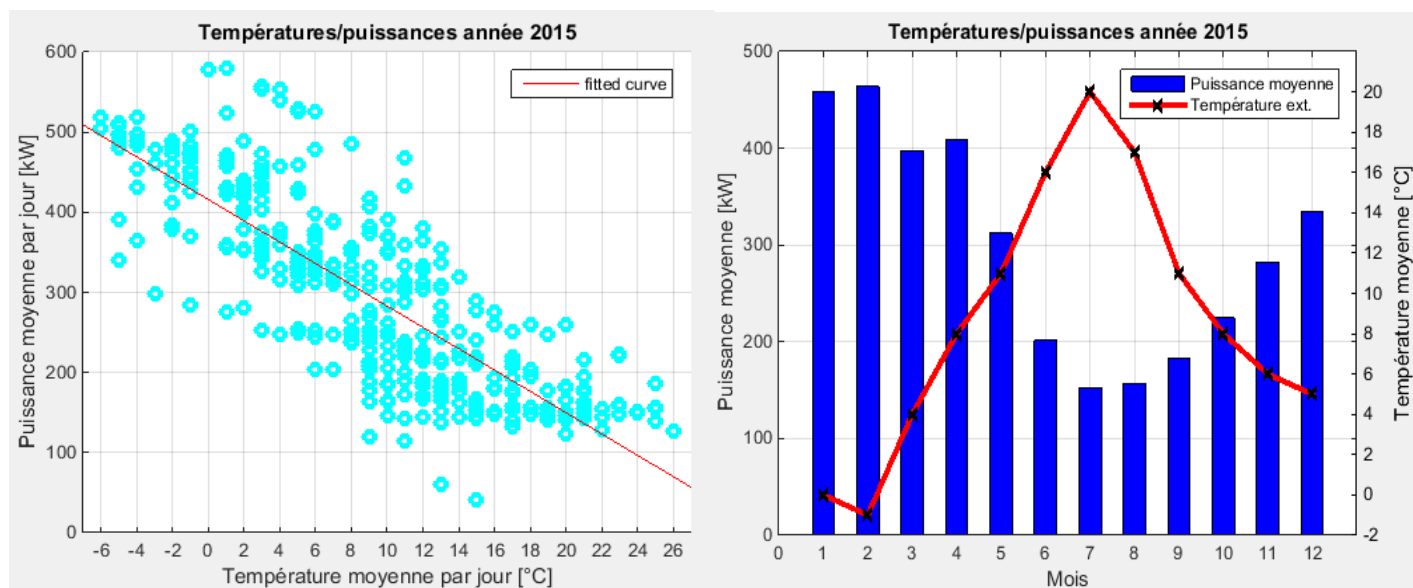 Températures/puissances année 2015
600
500
400
300
200
100
0
-6 -4 -2 0 2 4 6 8 10 12 14 16 18 20 22 24 26
Puissance moyenne par jour [kW]
Température moyenne par jour [°C]
fitted curve
Températures/puissances année 2015
500
400
300
200
100
0
0 1 2 3 4 5 6 7 8 9 10 11 12
Puissance moyenne [kW]
Mois
Puissance moyenne
Température ext.
20
18
16
14
12
10
8
6
4
2
0
-2
Température moyenne [°C]